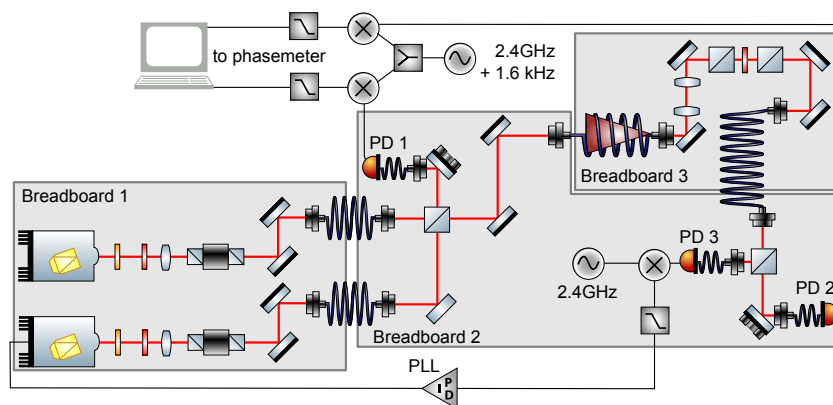 to phasemeter
2.4GHz
+ 1.6 kHz
PD 1
Breadboard 3
Breadboard 1
PD 3
2.4GHz
PD 2
Breadboard 2
PLL
I P
D